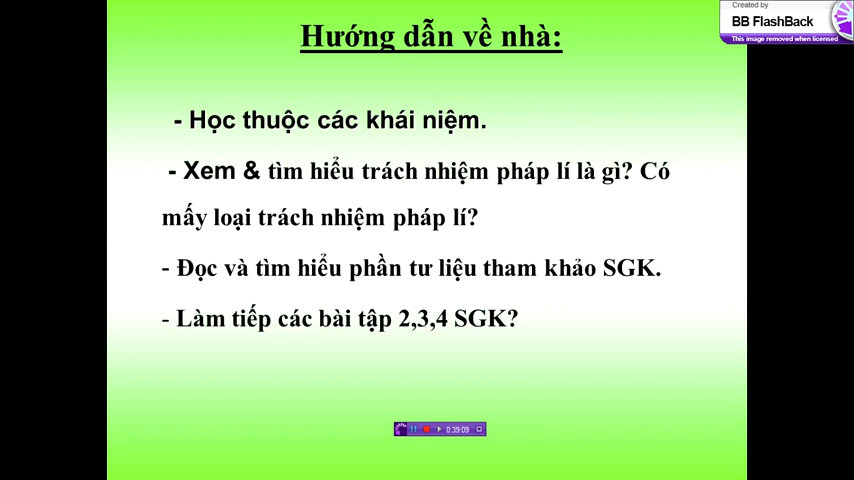 Created by
BB FlashBack
This image removed when licensed
Hướng dẫn về nhà:
- Học thuộc các khái niệm.
- Xem & tìm hiểu trách nhiệm pháp lí là gì? Có
mấy loại trách nhiệm pháp lí?
- Đọc và tìm hiểu phần tư liệu tham khảo SGK.
- Làm tiếp các bài tập 2,3,4 SGK?
0:39:09